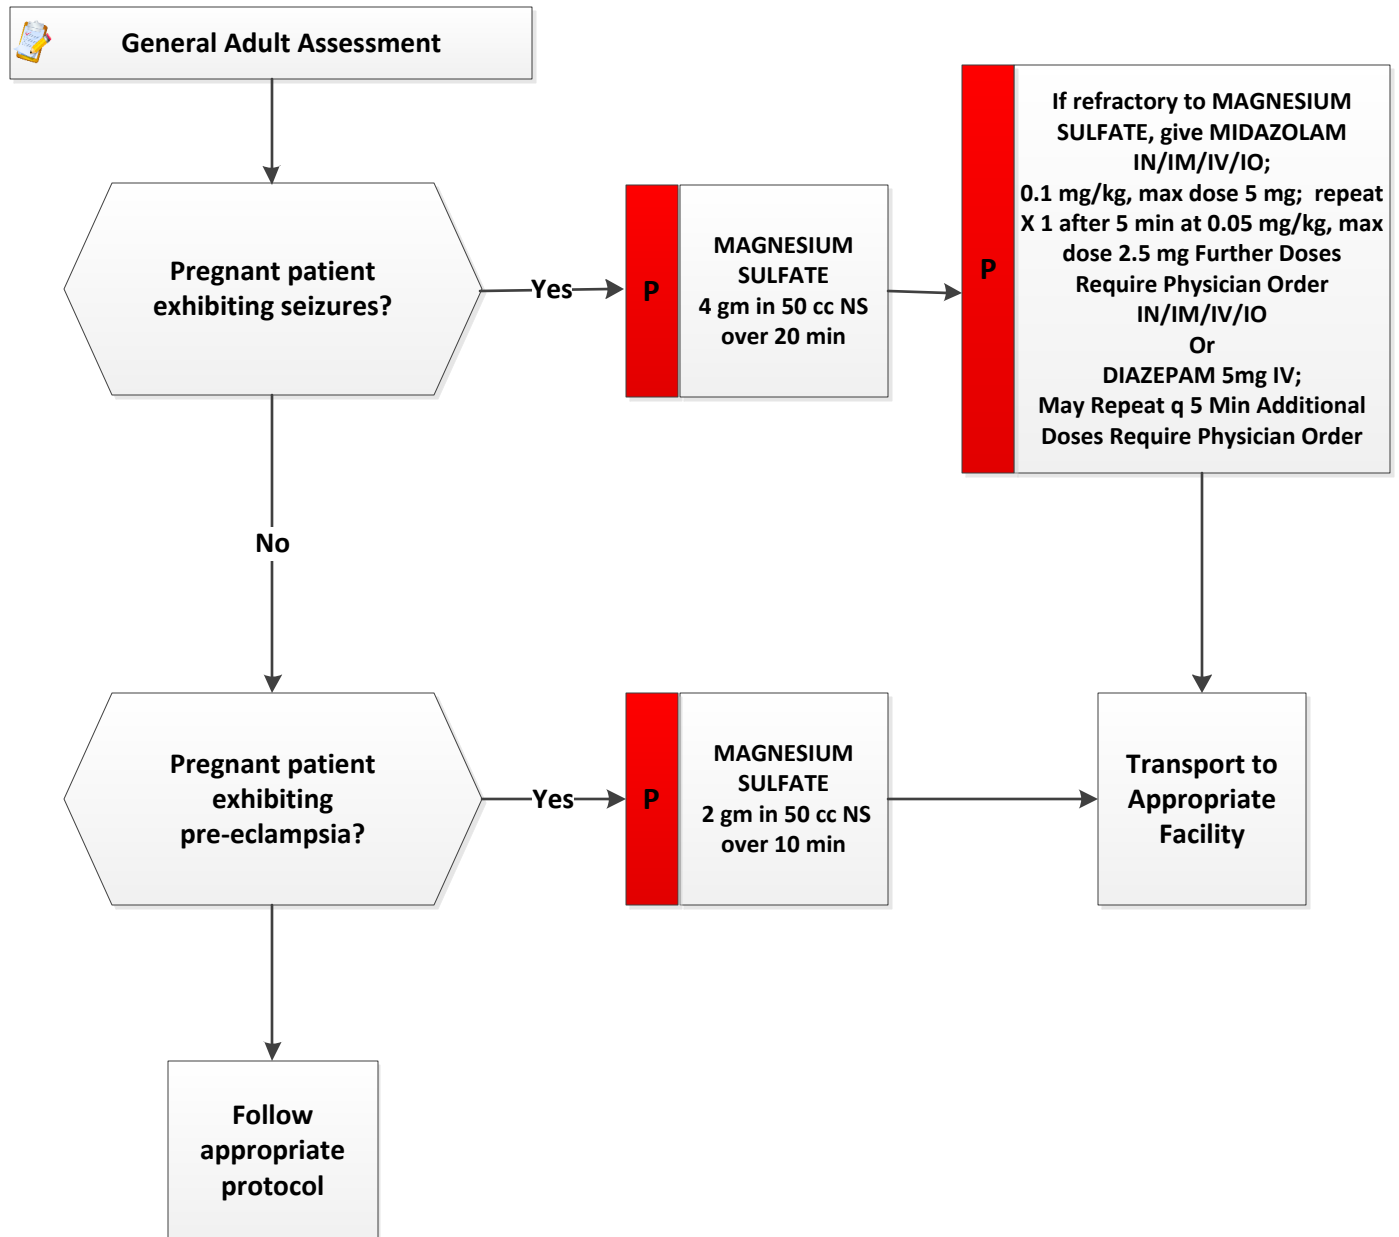 General Adult Assessment
Pregnant patient
exhibiting seizures?
Yes
P
MAGNESIUM
SULFATE
4 gm in 50 cc NS
over 20 min
P
If refractory to MAGNESIUM
SULFATE, give MIDAZOLAM
IN/IM/IV/IO;
0.1 mg/kg, max dose 5 mg;  repeat
X 1 after 5 min at 0.05 mg/kg, max
dose 2.5 mg Further Doses
Require Physician Order
IN/IM/IV/IO
Or
DIAZEPAM 5mg IV;
May Repeat q 5 Min Additional
Doses Require Physician Order
No
Pregnant patient
exhibiting
pre-eclampsia?
Yes
P
MAGNESIUM
SULFATE
2 gm in 50 cc NS
over 10 min
Transport to
Appropriate
Facility
Follow
appropriate
protocol